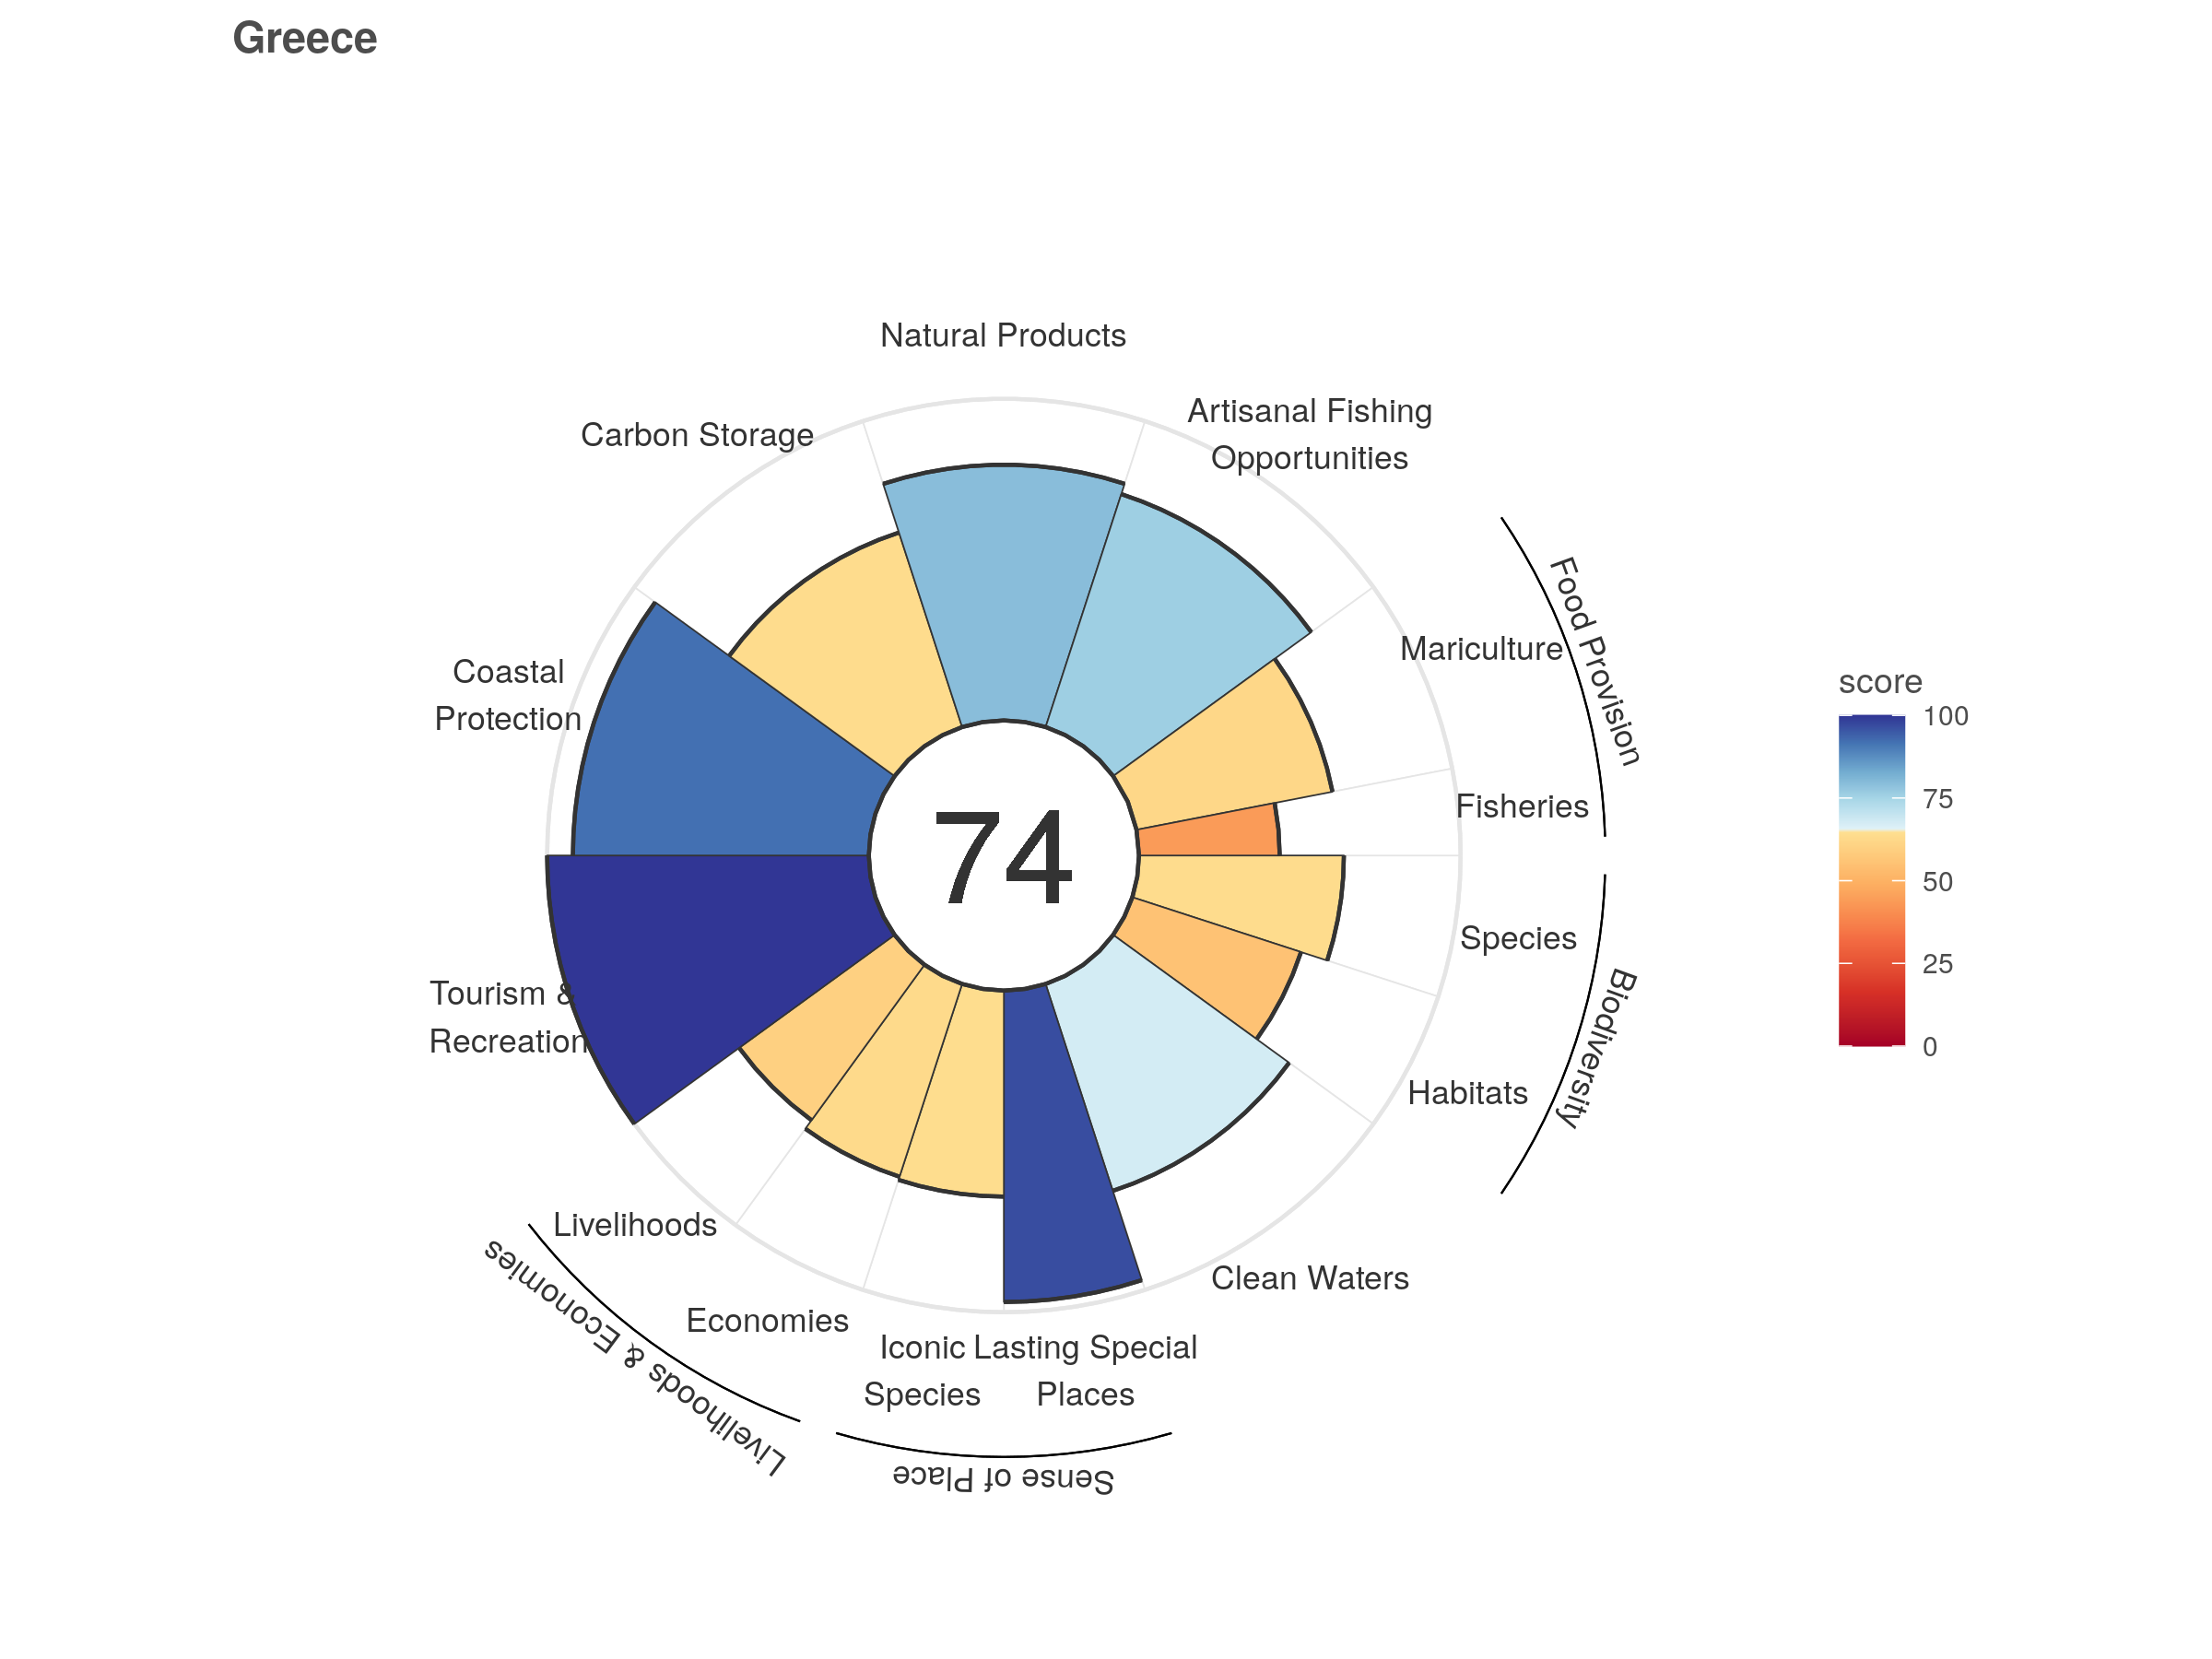 Greece
Natural Products
Artisanal Fishing
Opportunities
Carbon Storage
Food Provision
Mariculture
Coastal
Protection
Fisheries
74
Species
Biodiversity
Tourism &
Recreation
Habitats
Livelihoods
Clean Waters
Economies
Iconic
Species
Lasting Special
Places
Livelihoods & Economies
Sense of Place
score
100
75
50
25
0